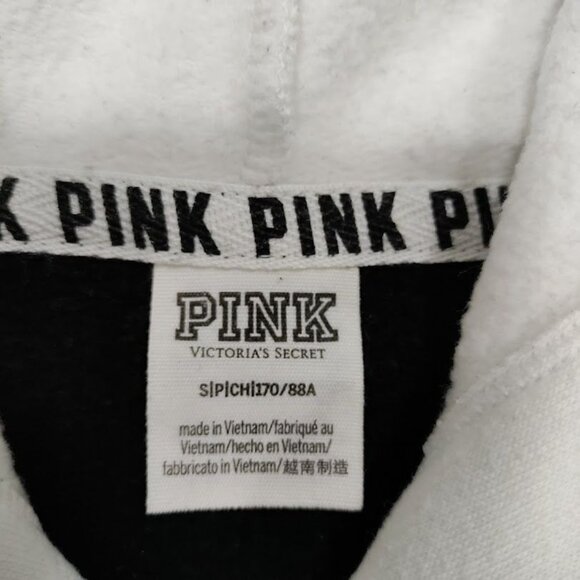 K PINK PINK PI
PINK
VICTORIA'S SECRET
S|P|CH|170/88A
made in Vietnam/fabriqué au
Vietnam/hecho en Vietnam/
fabbricato in Vietnam/越南制造